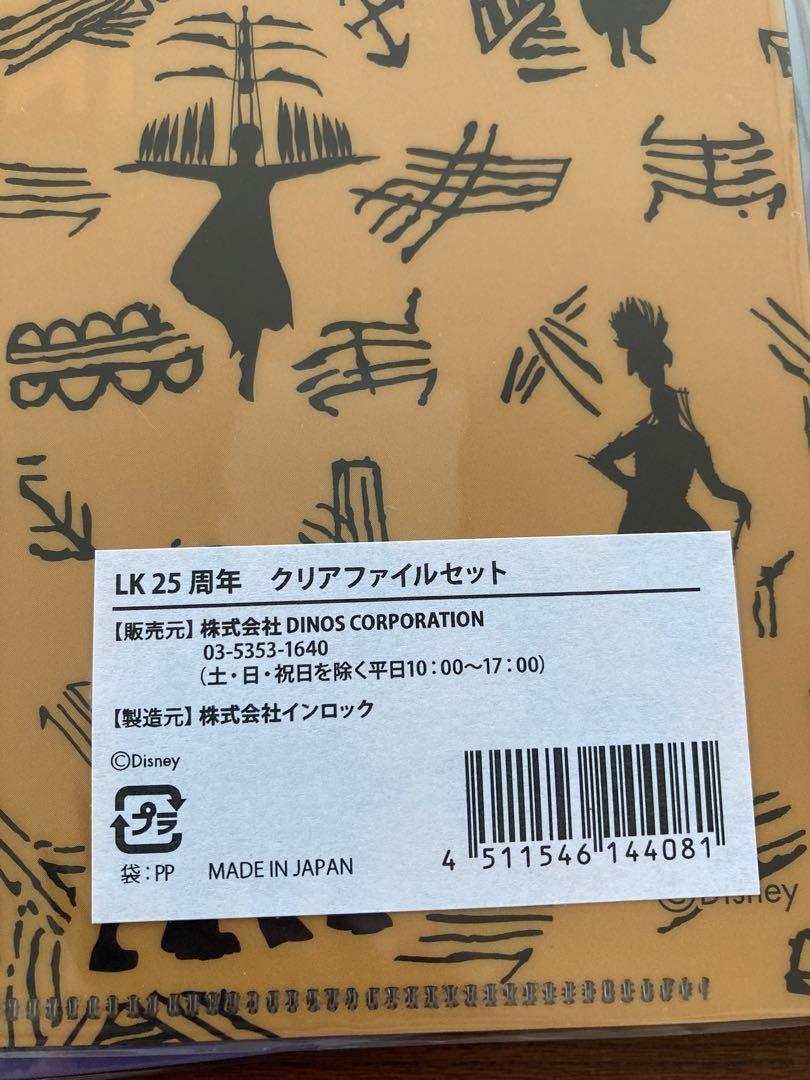 LK 25 周年　クリアファイルセット
【販売元】株式会社 DINOS CORPORATION
03-5353-1640
（土・日・祝日を除く平日10：00〜17：00）
【製造元】株式会社インロック
©Disney
プラ
袋：PP　MADE IN JAPAN
4 511546 144081
©Disney